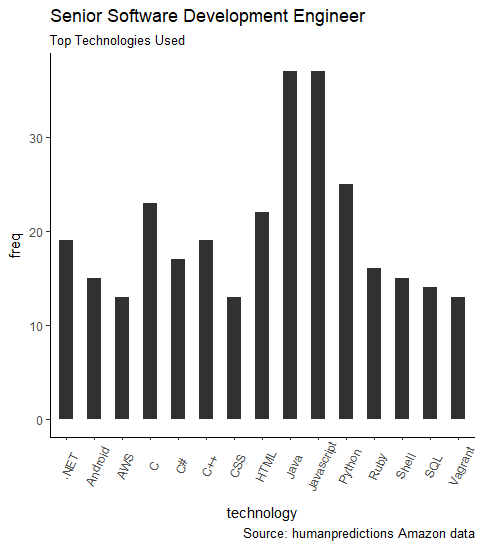 Senior Software Development Engineer
Top Technologies Used
freq
30
20
10
0
.NET
Android
AWS
C
C#
C++
CSS
HTML
Java
Javascript
Python
Ruby
Shell
SQL
Vagrant
technology
Source: humanpredictions Amazon data